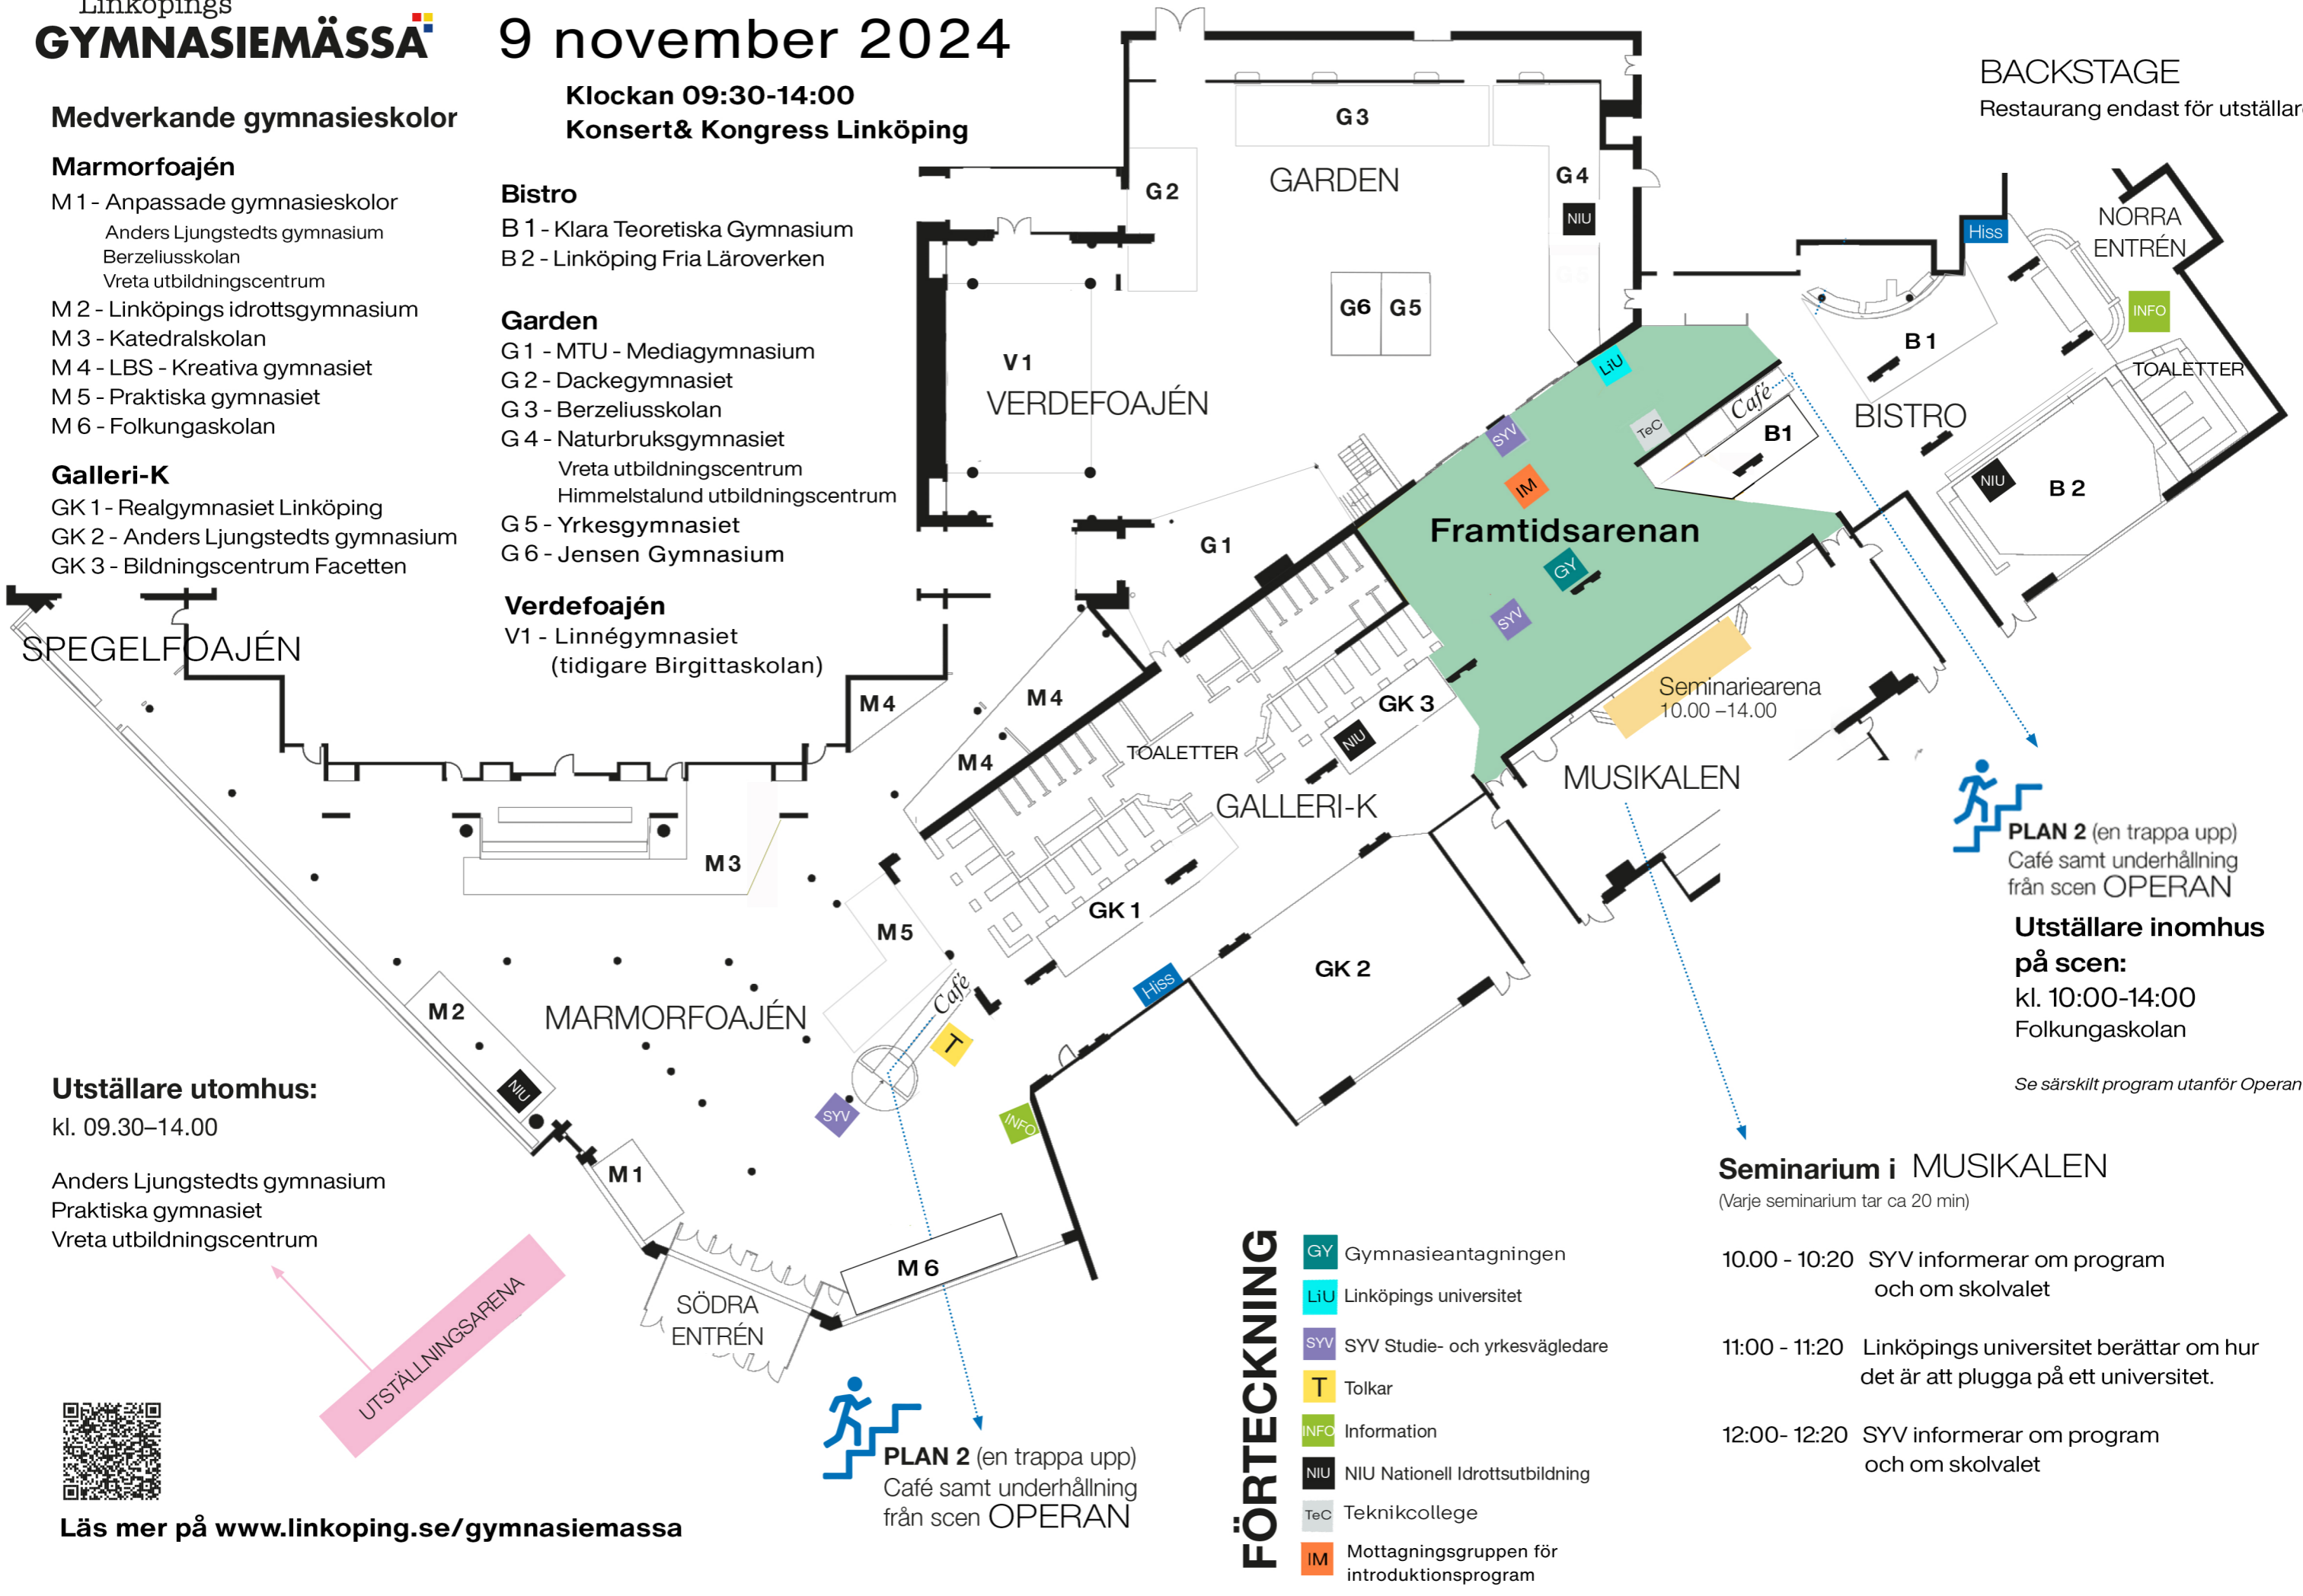 Linköpings
GYMNASIEMÄSSA
9 november 2024
Klockan 09:30-14:00
Konsert& Kongress Linköping
Medverkande gymnasieskolor
Marmorfoajén
M 1 - Anpassade gymnasieskolor
Anders Ljungstedts gymnasium
Berzeliusskolan
Vreta utbildningscentrum
M 2 - Linköpings idrottsgymnasium
M 3 - Katedralskolan
M 4 - LBS - Kreativa gymnasiet
M 5 - Praktiska gymnasiet
M 6 - Folkungaskolan
Galleri-K
GK 1 - Realgymnasiet Linköping
GK 2 - Anders Ljungstedts gymnasium
GK 3 - Bildningscentrum Facetten
Bistro
B 1 - Klara Teoretiska Gymnasium
B 2 - Linköping Fria Läroverken
Garden
G 1 - MTU - Mediagymnasium
G 2 - Dackegymnasiet
G 3 - Berzeliusskolan
G 4 - Naturbruksgymnasiet
Vreta utbildningscentrum
Himmelstalund utbildningscentrum
G 5 - Yrkesgymnasiet
G 6 - Jensen Gymnasium
Verdefoajén
V1 - Linnégymnasiet
(tidigare Birgittaskolan)
BACKSTAGE
Restaurang endast för utställar
G 3
GARDEN
G 2
G 4
NIU
G6
G5
V 1
VERDEFOAJÉN
G 1
Hiss
NORRA
ENTRÉN
INFO
B 1
TOALETTER
BISTRO
NIU
B 2
LiU
Café
B1
TeC
SYV
IM
Framtidsarenan
GY
SYV
Seminariearena
10.00 –14.00
MUSIKALEN
SPEGELFOAJÉN
M 4
M 4
M 4
TOALETTER
GK 3
NIU
GALLERI-K
M 3
GK 1
M 5
Café
Hiss
GK 2
M 2
MARMORFOAJÉN
NIU
T
SYV
INFO
M 1
M 6
SÖDRA
ENTRÉN
PLAN 2 (en trappa upp)
Café samt underhållning
från scen OPERAN
Utställare inomhus
på scen:
kl. 10:00-14:00
Folkungaskolan
Se särskilt program utanför Operan
Utställare utomhus:
kl. 09.30–14.00
Anders Ljungstedts gymnasium
Praktiska gymnasiet
Vreta utbildningscentrum
UTSTÄLLNINGSARENA
Läs mer på www.linkoping.se/gymnasiemassa
PLAN 2 (en trappa upp)
Café samt underhållning
från scen OPERAN
FÖRTECKNING
GY Gymnasieantagningen
LiU Linköpings universitet
SYV SYV Studie- och yrkesvägledare
T Tolkar
INFO Information
NIU NIU Nationell Idrottsutbildning
TeC Teknikcollege
IM Mottagningsgruppen för
introduktionsprogram
Seminarium i MUSIKALEN
(Varje seminarium tar ca 20 min)
10.00 - 10:20 SYV informerar om program
och om skolvalet
11:00 - 11:20 Linköpings universitet berättar om hur
det är att plugga på ett universitet.
12:00- 12:20 SYV informerar om program
och om skolvalet